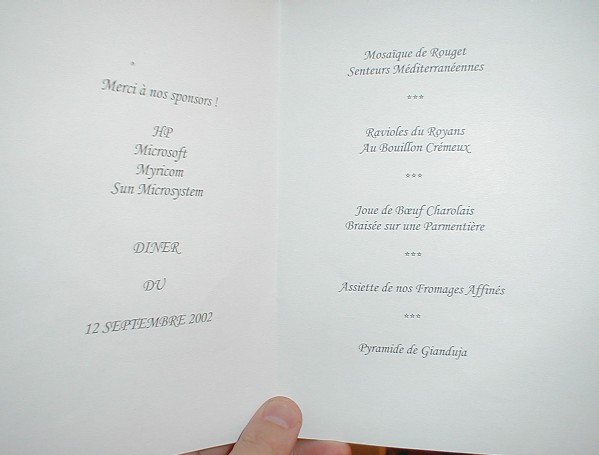 *
Merci à nos sponsors !
HP
Microsoft
Myricom
Sun Microsystem
DINER
DU
12 SEPTEMBRE 2002
Mosaïque de Rouget
Senteurs Méditerranéennes
***
Ravioles du Royans
Au Bouillon Crémeux
***
Joue de Bœuf Charolais
Braisée sur une Parmentière
***
Assiette de nos Fromages Affinés
***
Pyramide de Gianduja